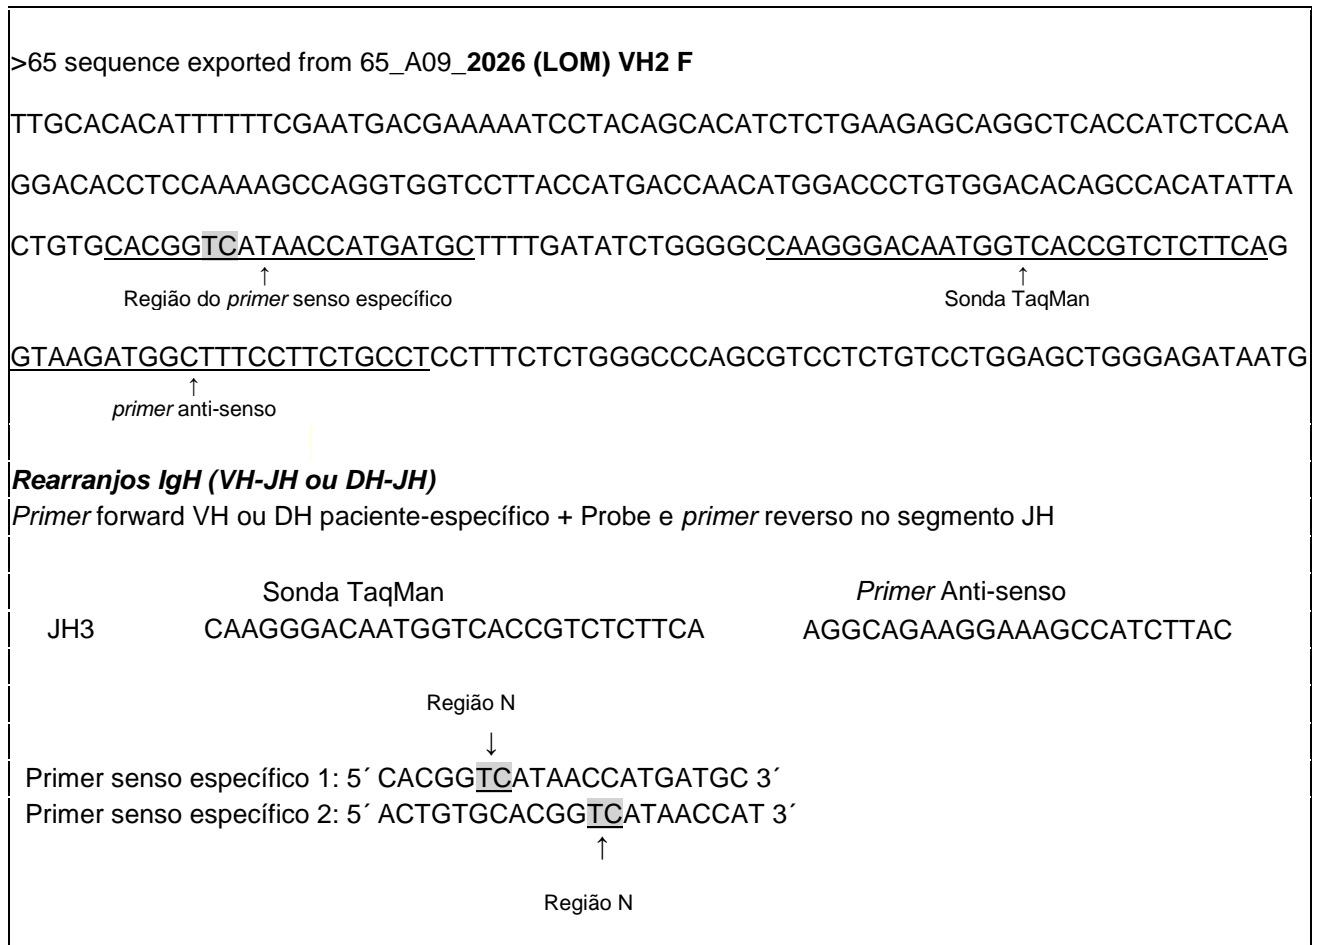 >65 sequence exported from 65_A09_2026 (LOM) VH2 F
TTGCACACATTTTTTCGAATGACGAAAAATCCTACAGCACATCTCTGAAGAGCAGGCTCACCATCTCCAA
GGACACCTCCAAAAGCCAGGTGGTCCTTACCATGACCAACATGGACCCTGTGGACACAGCCACATATTA
CTGTGCACGGTCATAACCATGATGCTTTTGATATCTGGGGCCAAGGGACAATGGTCACCGTCTCTTCAG
↑ ↑
Região do primer senso específico Sonda TaqMan
GTAAGATGGCTTTCCTTCTGCCTCCTTTCTCTGGGCCCAGCGTCCTCTGTCCTGGAGCTGGGAGATAATG
↑
primer anti-senso
Rearranjos IgH (VH-JH ou DH-JH)
Primer forward VH ou DH paciente-específico + Probe e primer reverso no segmento JH
Sonda TaqMan Primer Anti-senso
JH3 CAAGGGACAATGGTCACCGTCTCTTCA AGGCAGAAGGAAAGCCATCTTAC
Região N
↓
Primer senso específico 1: 5´ CACGGTCATAACCATGATGC 3´
Primer senso específico 2: 5´ ACTGTGCACGGTCATAACCAT 3´
↑
Região N